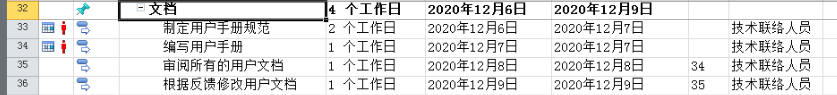 32 文档 4 个工作日 2020年12月6日 2020年12月9日
33 制定用户手册规范 2 个工作日 2020年12月6日 2020年12月7日 技术联络人员
34 编写用户手册 1 个工作日 2020年12月7日 2020年12月7日 技术联络人员
35 审阅所有的用户文档 1 个工作日 2020年12月8日 2020年12月8日 34 技术联络人员
36 根据反馈修改用户文档 1 个工作日 2020年12月9日 2020年12月9日 35 技术联络人员